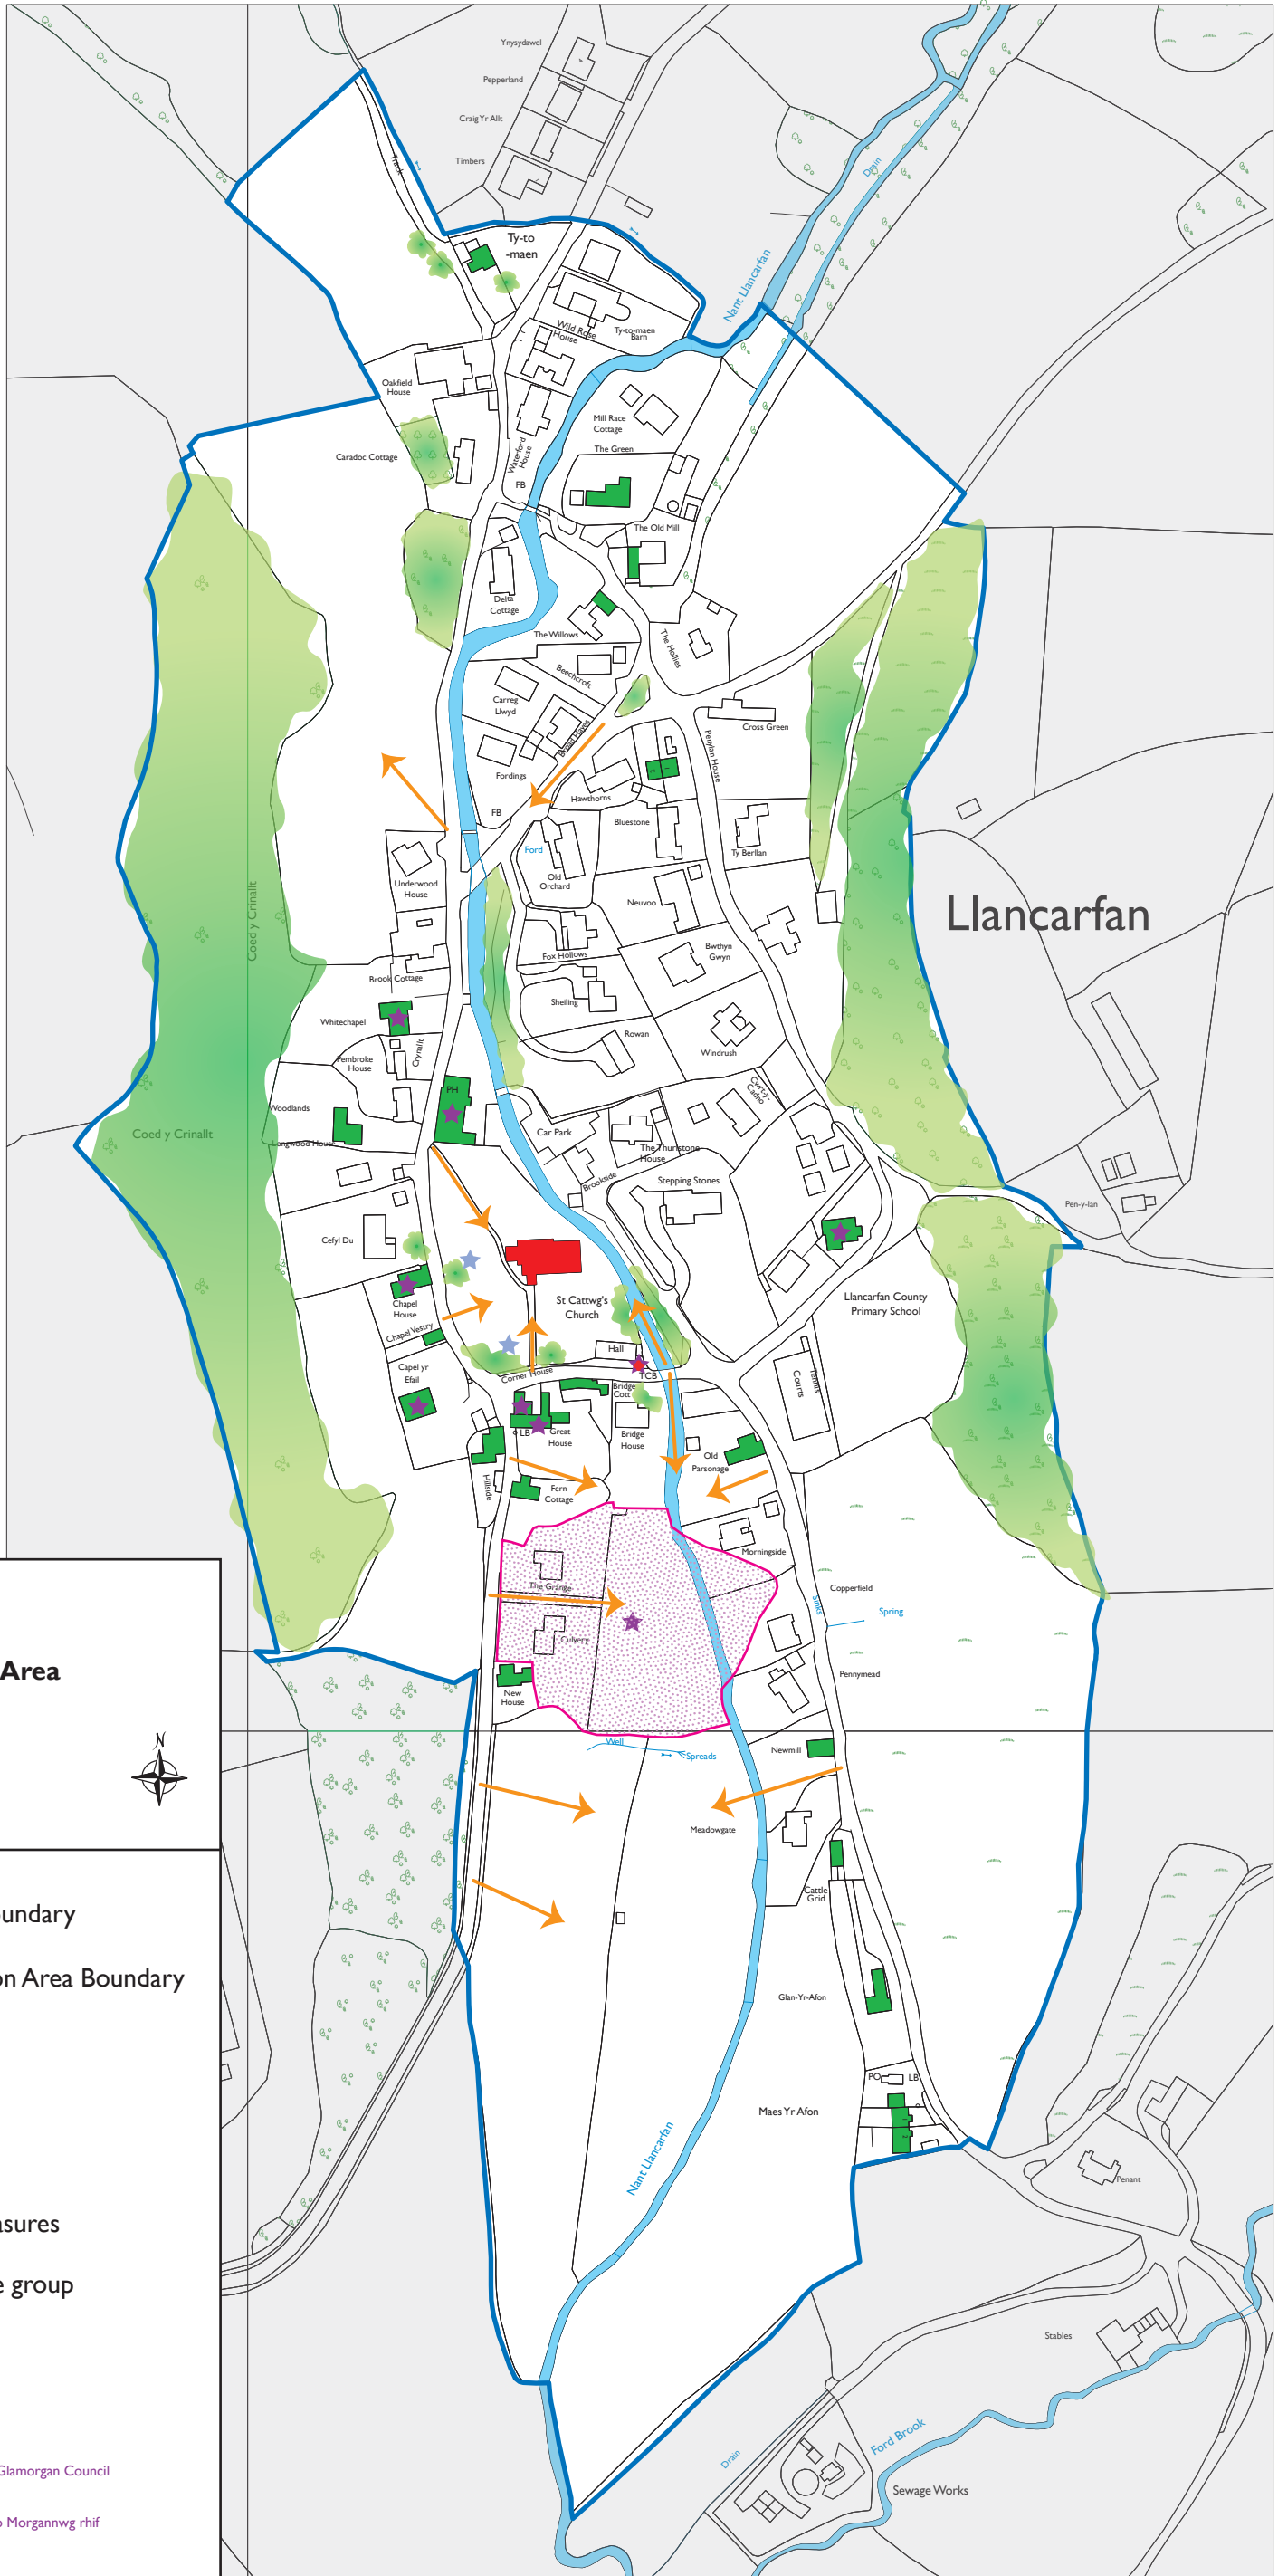 Ynysydawel
Pepperland
Craig Yr Allt
Timbers
Track
Drain
Ty-to
-maen
Nant Llancarfan
Wild Rose
House
Ty-to-maen
Barn
Oakfield
House
Mill Race
Cottage
The Green
Caradoc Cottage
Waterford
House
FB
The Old Mill
Delta
Cottage
The Willows
The Hollies
Beechcroft
Carreg
Llwyd
Broad Hayes
Cross Green
Penylan House
Fordings
Hawthorns
FB
Bluestone
Ford
Ty Berllan
Old
Orchard
Underwood
House
Neuvoo
Llancarfan
Coed y Crinallt
Bwthyn
Gwyn
Fox Hollows
Brook Cottage
Sheiling
Whitechapel
Rowan
Windrush
Crynallt
Pembroke
House
PH
Cwrt-y-
Cadno
Woodlands
Car Park
Coed y Crinallt
Longwood House
The Thurlstone
House
Brookside
Stepping Stones
Pen-y-lan
Cefyl Du
Llancarfan County
Primary School
St Cattwg's
Church
Chapel
House
Chapel Vestry
Hall
TCB
Capel yr
Efail
Corner House
Bridge
Cott
Tennis
Courts
LB
Great
House
Bridge
House
Old
Parsonage
Hillside
Fern
Cottage
Morningside
The Grange
Copperfield
Sinks
Spring
Culvery
Area
Pennymead
New
House
N
Well
Spreads
Newmill
Meadowgate
Cattle
Grid
oundary
on Area Boundary
Glan-Yr-Afon
PO
LB
Maes Yr Afon
Nant Llancarfan
Penant
asures
e group
Stables
Ford Brook
Drain
Glamorgan Council
Sewage Works
o Morgannwg rhif